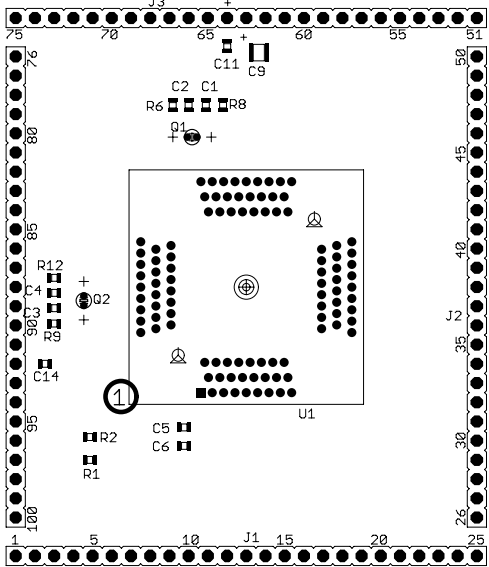 J3 +
75 70 65 + 60 55 51
76 C11 C9 50
C2 C1
R6 R8
Q1 + +
80 45
85 40
R12 +
C4 Q2
C3 90 J2
R9 + 35
C14
1
U1
95 C5 30
R2 C6
R1
100 26
1 5 10 J1 15 20 25